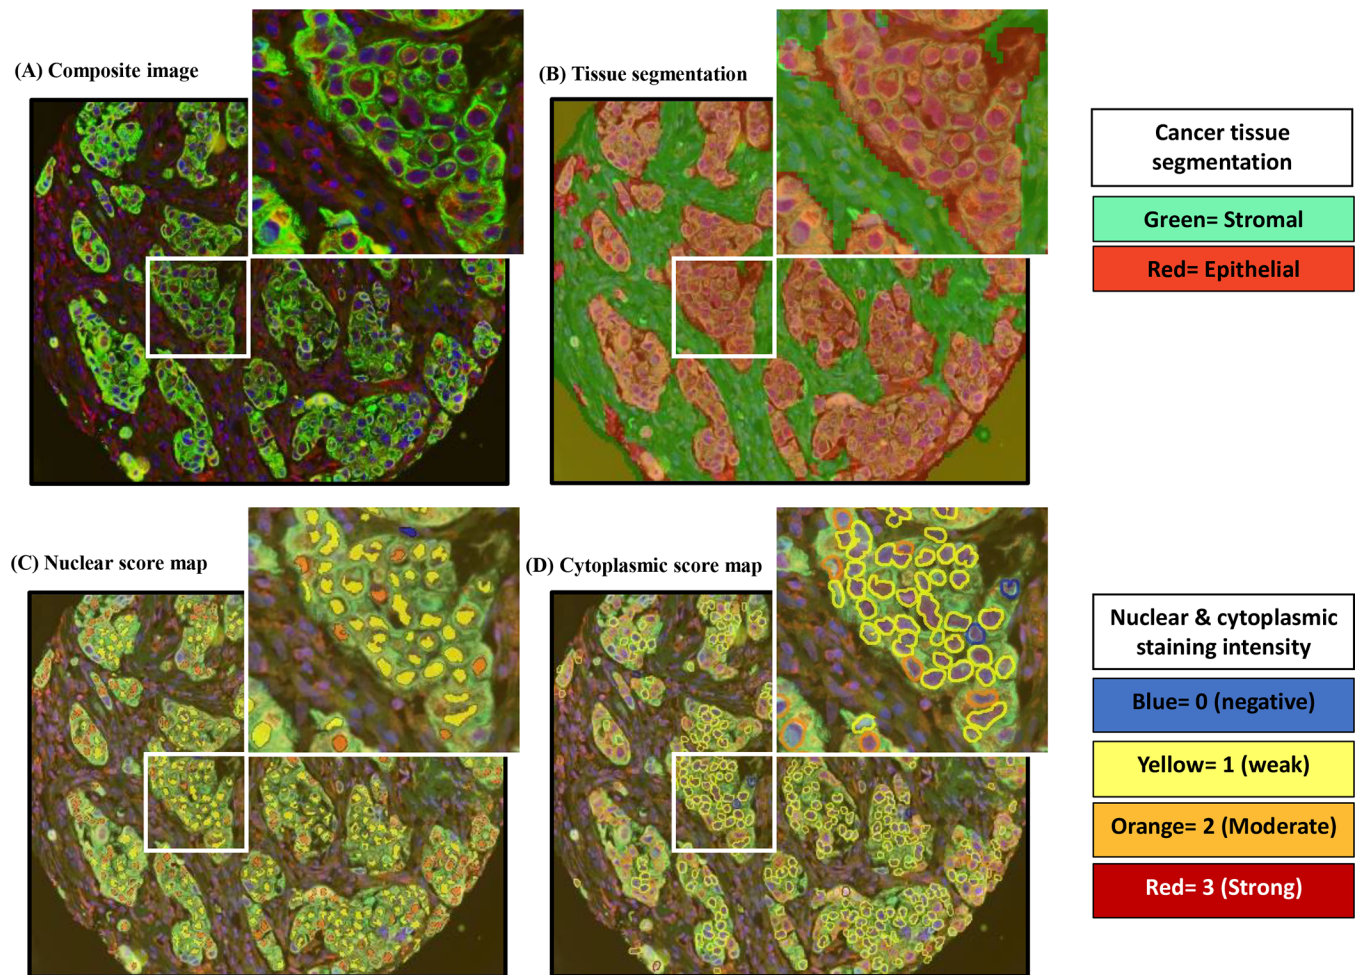 (A) Composite image
(B) Tissue segmentation
Cancer tissue
segmentation
Green= Stromal
Red= Epithelial
(C) Nuclear score map
(D) Cytoplasmic score map
Nuclear & cytoplasmic
staining intensity
Blue= 0 (negative)
Yellow= 1 (weak)
Orange= 2 (Moderate)
Red= 3 (Strong)